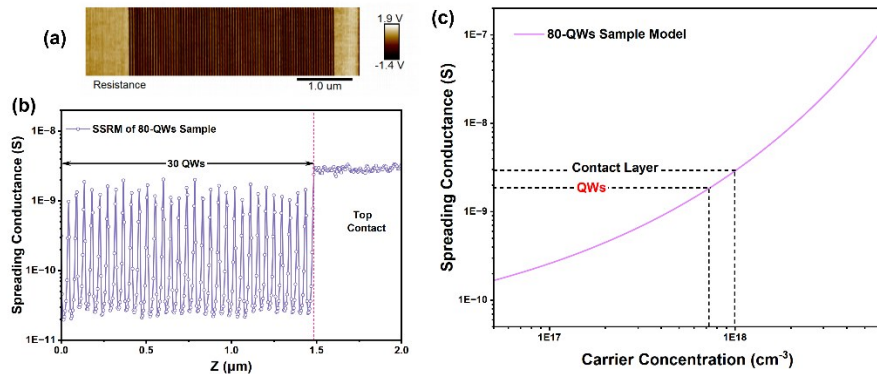 (a)
1.9 V
-1.4 V
Resistance
1.0 um
(b)
Spreading Conductance (S)
1E-8
1E-9
1E-10
1E-11
SSRM of 80-QWs Sample
30 QWs
Top
Contact
0.0 0.5 1.0 1.5 2.0
Z (μm)
(c)
Spreading Conductance (S)
1E-7
1E-8
1E-9
1E-10
80-QWs Sample Model
Contact Layer
QWs
1E17 1E18
Carrier Concentration (cm⁻³)